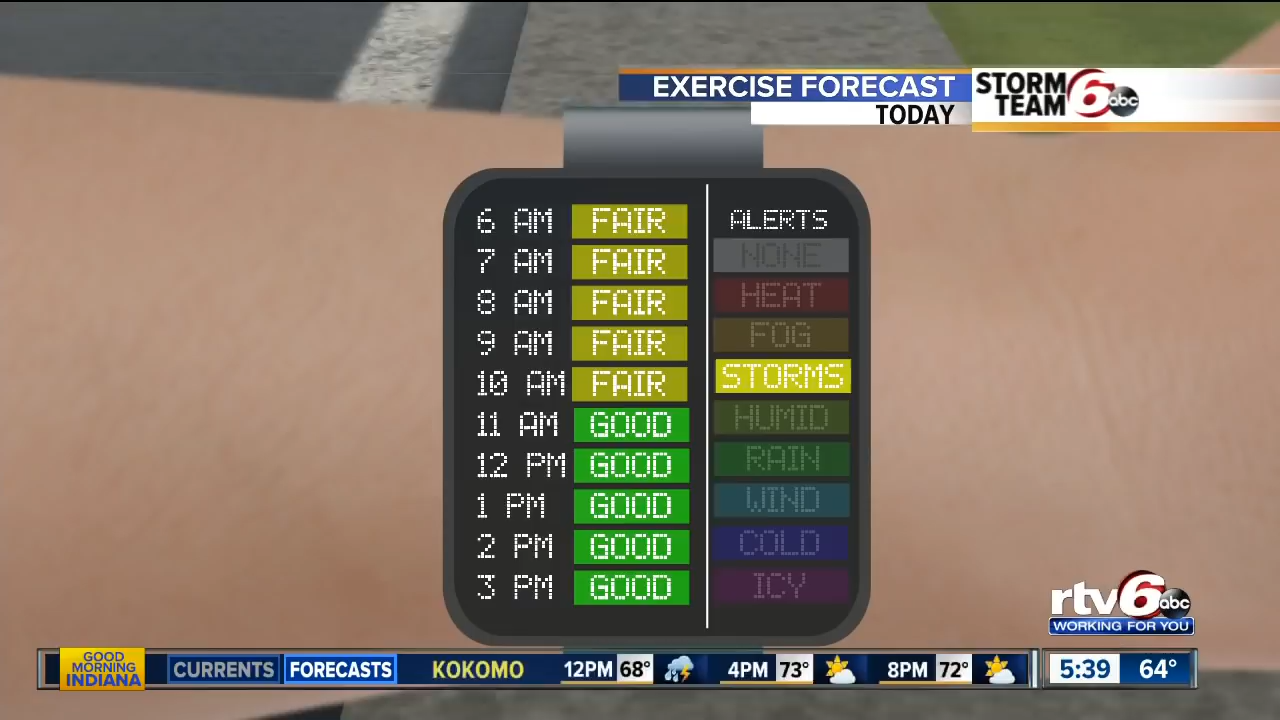 EXERCISE FORECAST
TODAY
STORM
TEAM 6 abc
6 AM FAIR
7 AM FAIR
8 AM FAIR
9 AM FAIR
10 AM FAIR
11 AM GOOD
12 PM GOOD
1 PM GOOD
2 PM GOOD
3 PM GOOD
ALERTS
NONE
HEAT
FOG
STORMS
HUMID
RAIN
WIND
COLD
ICY
rtv6 abc
WORKING FOR YOU
GOOD
MORNING
INDIANA
CURRENTS FORECASTS KOKOMO 12PM 68° 4PM 73° 8PM 72° 5:39 64°